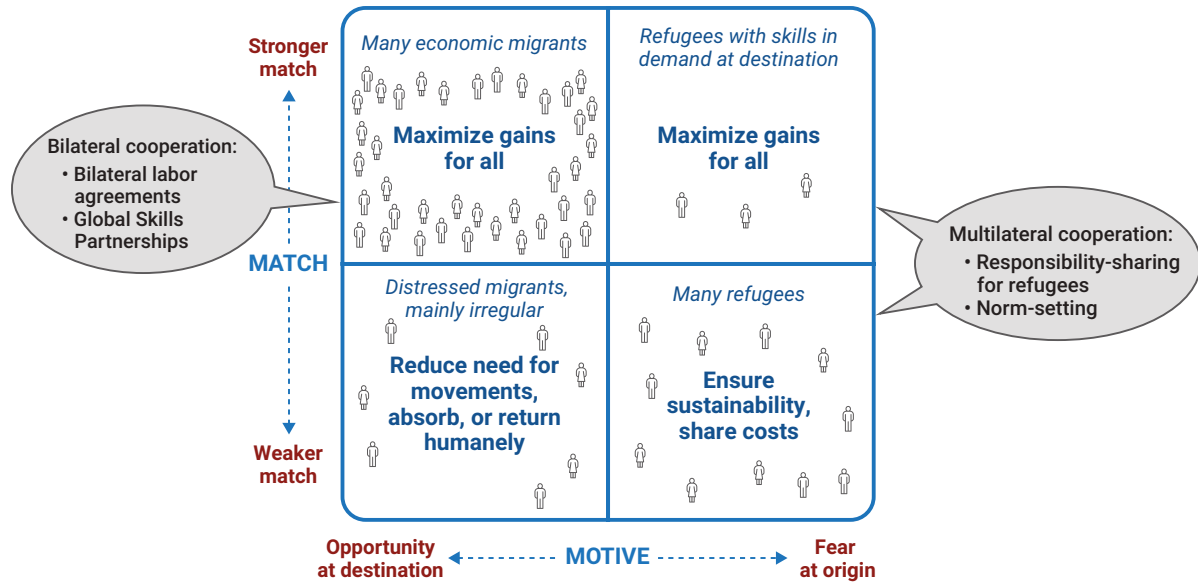 Stronger
match
Many economic migrants
Maximize gains
for all
Refugees with skills in
demand at destination
Maximize gains
for all
Bilateral cooperation:
• Bilateral labor
agreements
• Global Skills
Partnerships
MATCH
Multilateral cooperation:
• Responsibility-sharing
for refugees
• Norm-setting
Distressed migrants,
mainly irregular
Reduce need for
movements,
absorb, or return
humanely
Many refugees
Ensure
sustainability,
share costs
Weaker
match
Opportunity
at destination
MOTIVE
Fear
at origin